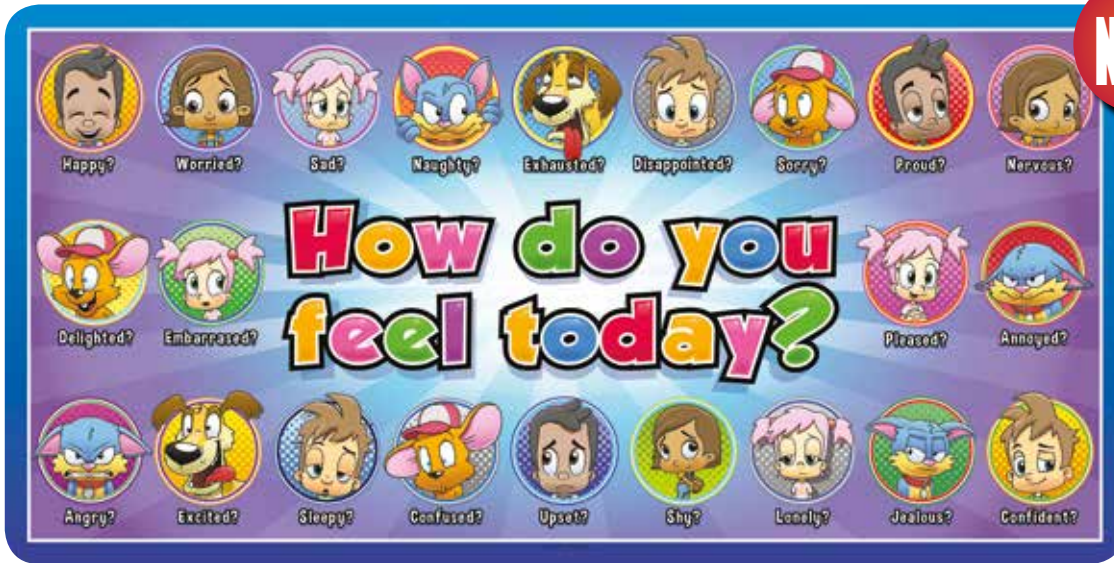 Happy? Worried? Sad? Naughty? Exhausted? Disappointed? Sorry? Proud? Nervous?
How do you
feel today?
Delighted? Embarrased? Pleased? Annoyed?
Angry? Excited? Sleepy? Confused? Upset? Shy? Lonely? Jealous? Confident?